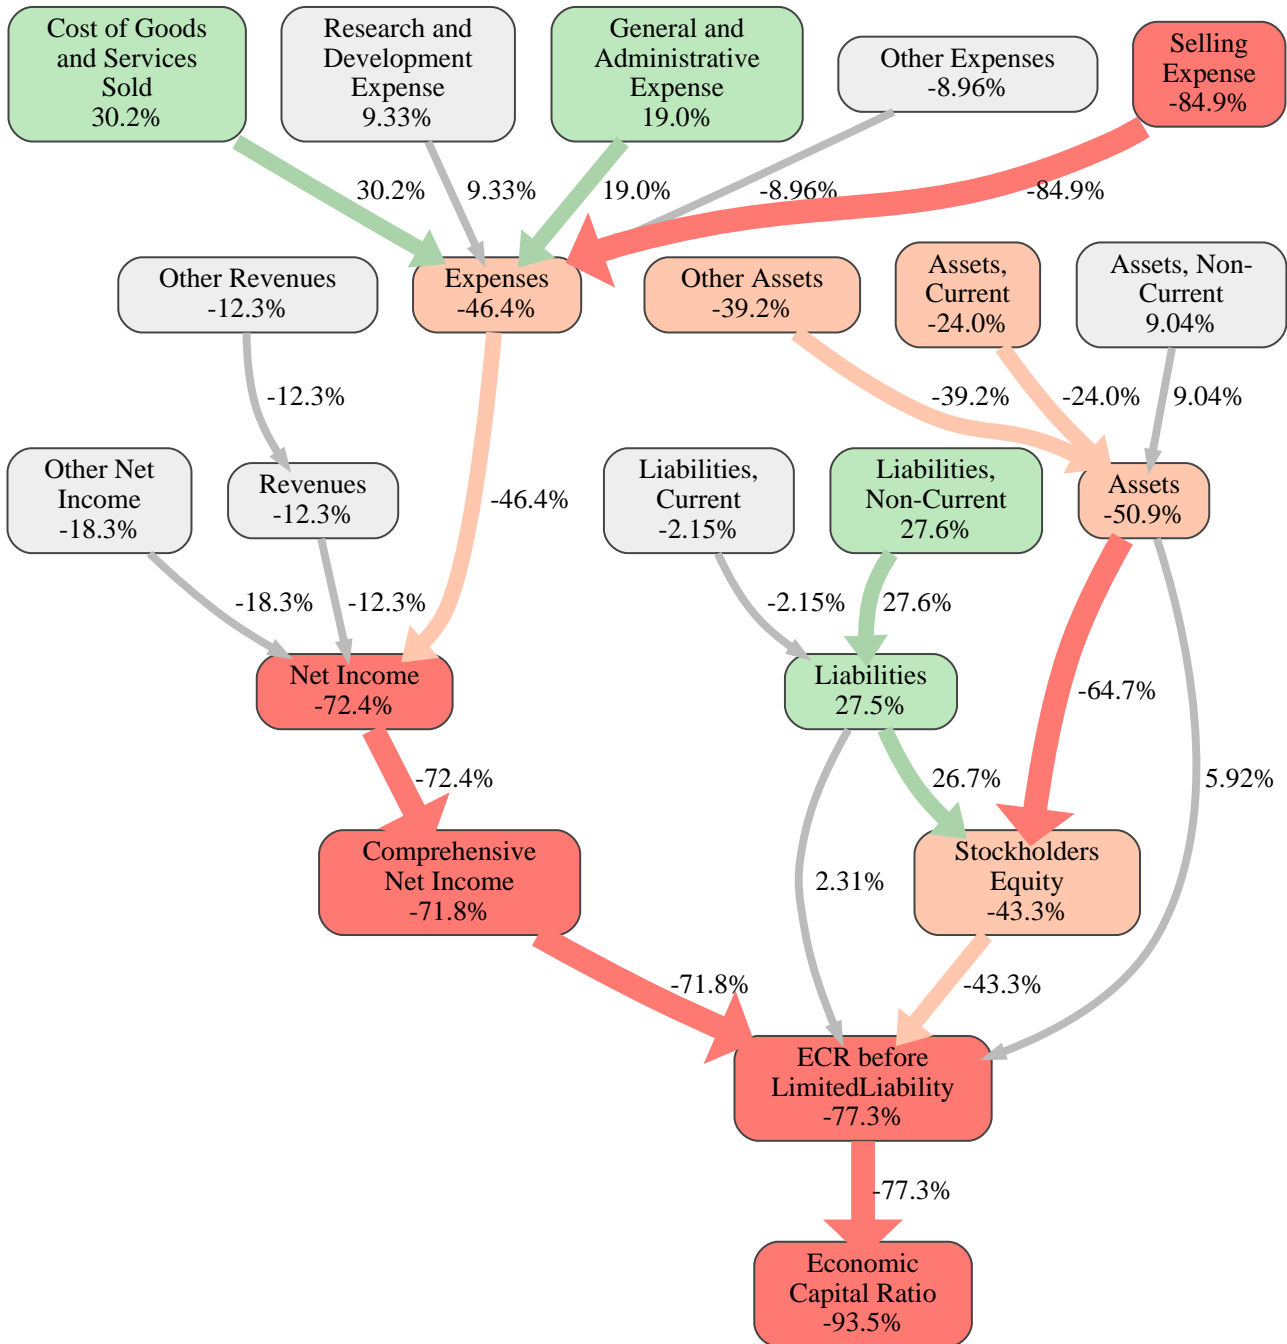 Cost of Goods
and Services
Sold
30.2%
Research and
Development
Expense
9.33%
General and
Administrative
Expense
19.0%
Other Expenses
-8.96%
Selling
Expense
-84.9%
30.2%
9.33%
19.0%
-8.96%
-84.9%
Other Revenues
-12.3%
Expenses
-46.4%
Other Assets
-39.2%
Assets,
Current
-24.0%
Assets, Non-
Current
9.04%
-12.3%
-39.2%
-24.0%
9.04%
Other Net
Income
-18.3%
Revenues
-12.3%
-46.4%
Liabilities,
Current
-2.15%
Liabilities,
Non-Current
27.6%
Assets
-50.9%
-18.3%
-12.3%
-2.15%
27.6%
Net Income
-72.4%
Liabilities
27.5%
-64.7%
-72.4%
26.7%
5.92%
Comprehensive
Net Income
-71.8%
2.31%
Stockholders
Equity
-43.3%
-71.8%
-43.3%
ECR before
LimitedLiability
-77.3%
-77.3%
Economic
Capital Ratio
-93.5%